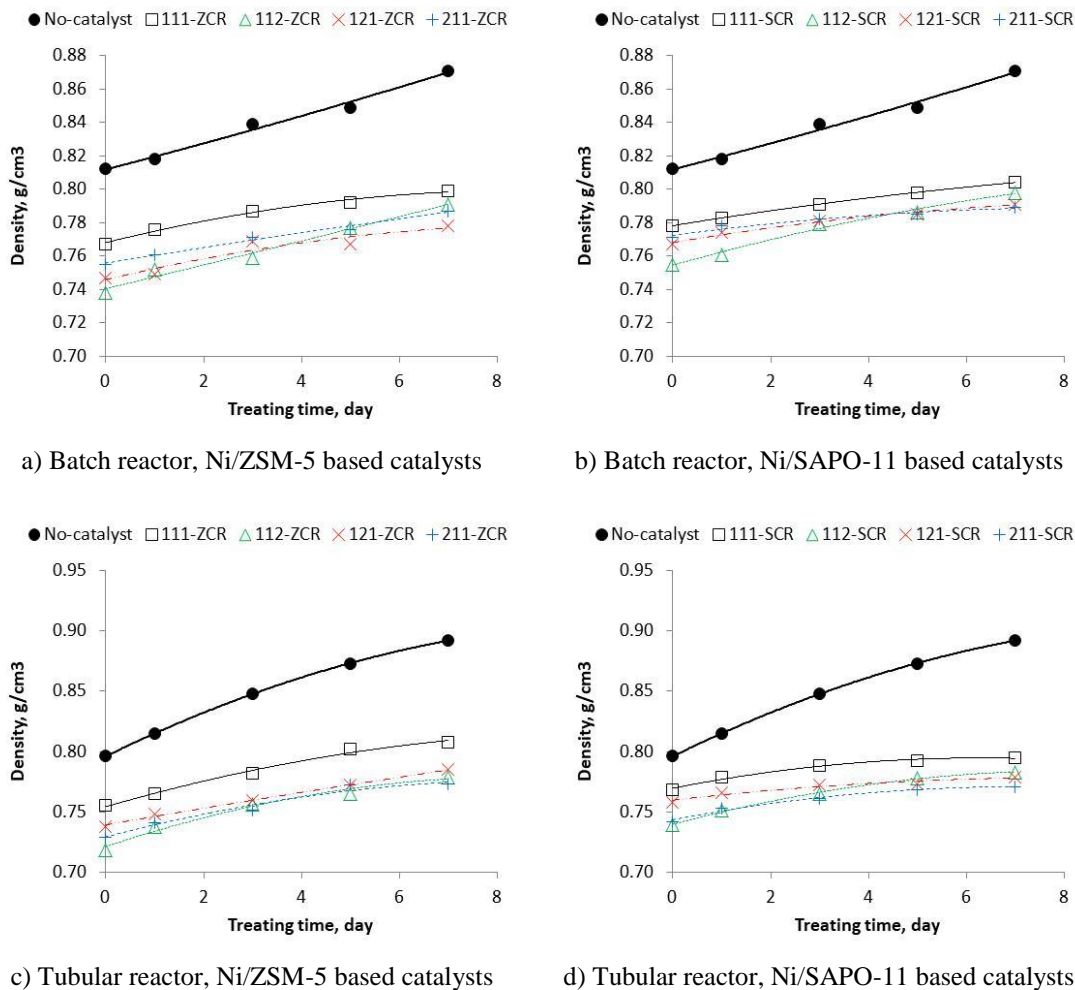 No-catalyst 111-ZCR 112-ZCR 121-ZCR 211-ZCR
0.88
0.86
0.84
0.82
0.80
0.78
0.76
0.74
0.72
0.70
Density, g/cm3
0 2 4 6 8
Treating time, day
a) Batch reactor, Ni/ZSM-5 based catalysts
No-catalyst 111-SCR 112-SCR 121-SCR 211-SCR
0.88
0.86
0.84
0.82
0.80
0.78
0.76
0.74
0.72
0.70
Density, g/cm3
0 2 4 6 8
Treating time, day
b) Batch reactor, Ni/SAPO-11 based catalysts
No-catalyst 111-ZCR 112-ZCR 121-ZCR 211-ZCR
0.95
0.90
0.85
0.80
0.75
0.70
Density, g/cm3
0 2 4 6 8
Treating time, day
c) Tubular reactor, Ni/ZSM-5 based catalysts
No-catalyst 111-SCR 112-SCR 121-SCR 211-SCR
0.95
0.90
0.85
0.80
0.75
0.70
Density, g/cm3
0 2 4 6 8
Treating time, day
d) Tubular reactor, Ni/SAPO-11 based catalysts